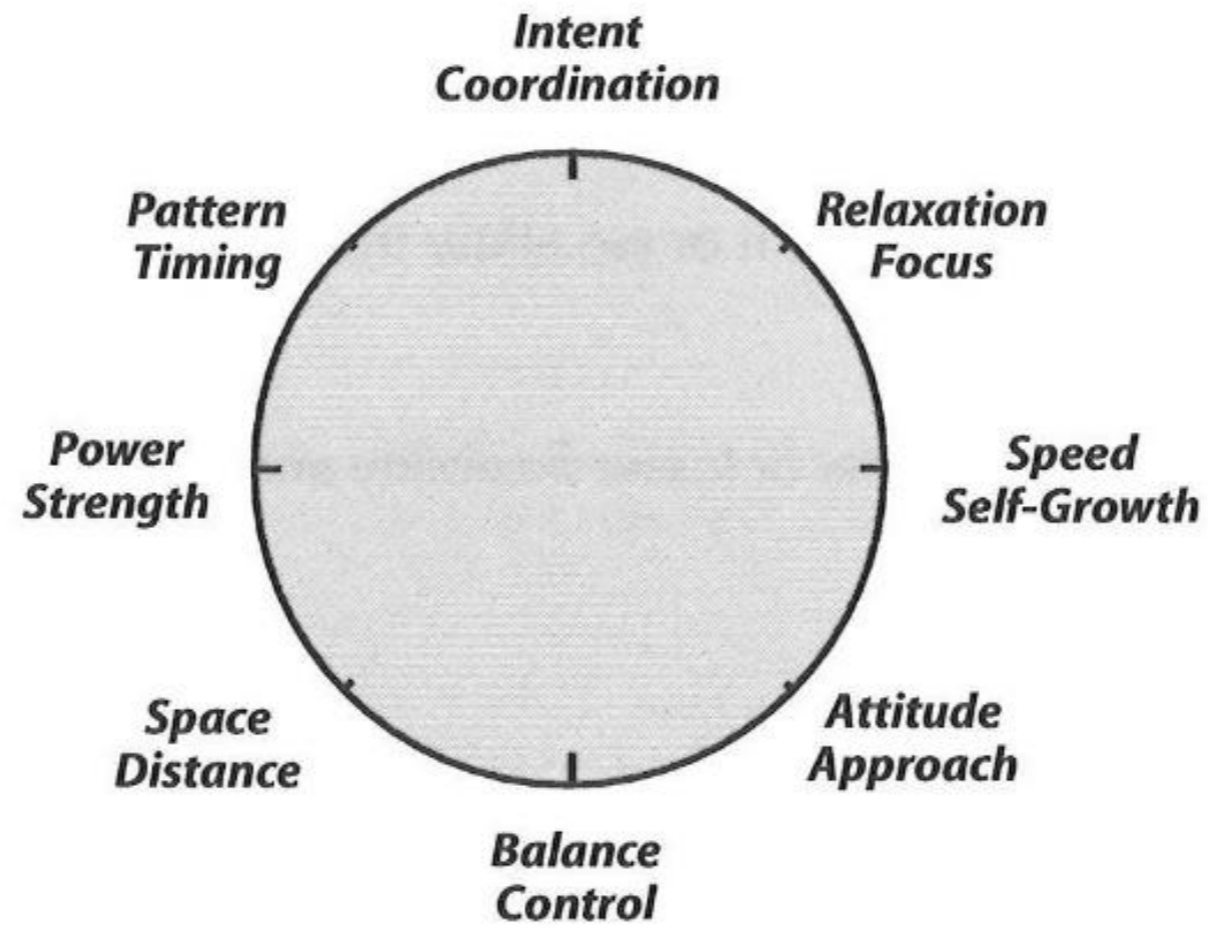 Intent
Coordination
Relaxation
Focus
Speed
Self-Growth
Attitude
Approach
Balance
Control
Space
Distance
Power
Strength
Pattern
Timing